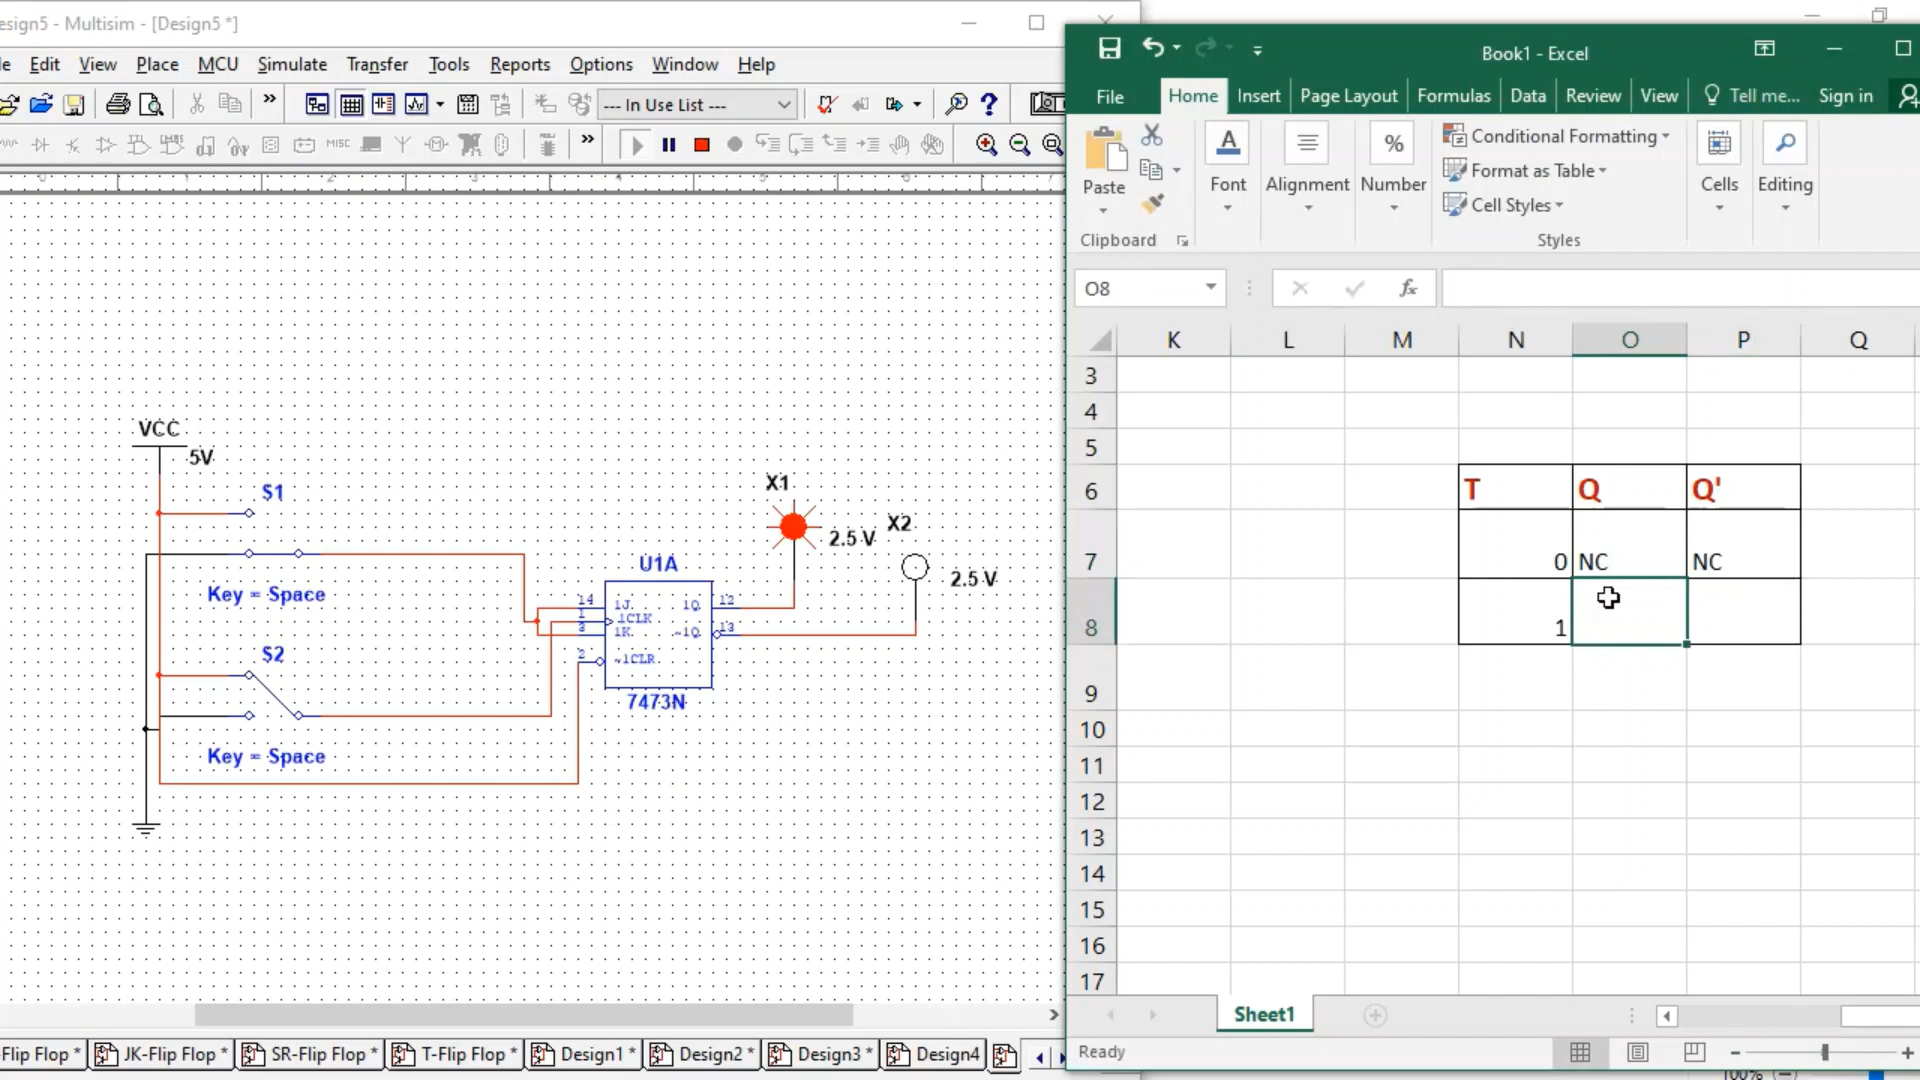 esign5 - Multisim - [Design5 *]
le Edit View Place MCU Simulate Transfer Tools Reports Options Window Help
--- In Use List ---
MISC
VCC
5V
S1
Key = Space
S2
Key = Space
X1
2.5 V
X2
2.5 V
U1A
14 1J 1Q 12
1 1CLK
3 1K ~1Q 13
2 ~1CLR
7473N
Flip Flop * JK-Flip Flop * SR-Flip Flop * T-Flip Flop * Design1 * Design2 * Design3 * Design4
Book1 - Excel
File Home Insert Page Layout Formulas Data Review View Tell me... Sign in
Paste
Clipboard
Font
Alignment
Number
Conditional Formatting
Format as Table
Cell Styles
Styles
Cells
Editing
O8
fx
K L M N O P Q
3
4
5
6 T Q Q'
7 0 NC NC
8 1
9
10
11
12
13
14
15
16
17
Sheet1
Ready
100%